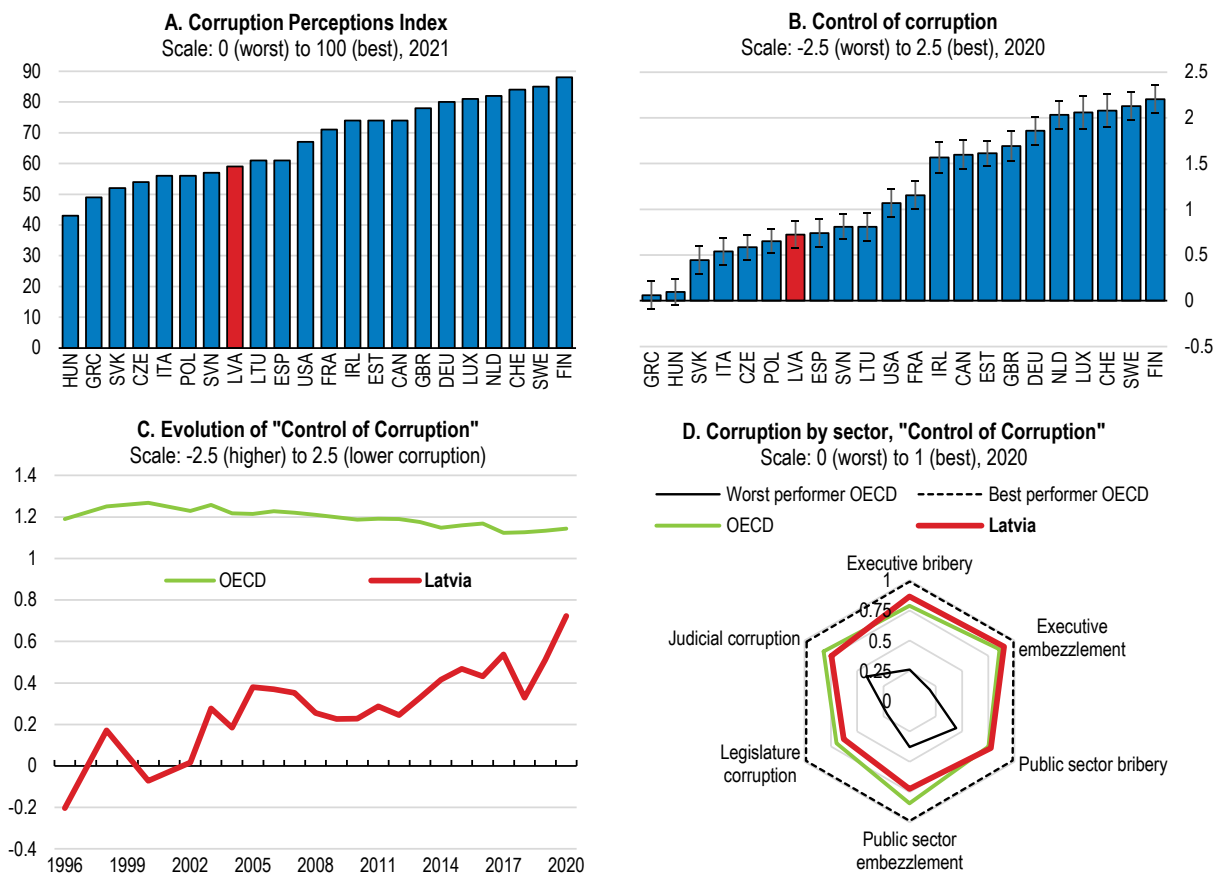 A. Corruption Perceptions Index
Scale: 0 (worst) to 100 (best), 2021
90
80
70
60
50
40
30
20
10
0
HUN
GRC
SVK
CZE
ITA
POL
SVN
LVA
LTU
ESP
USA
FRA
IRL
EST
CAN
GBR
DEU
LUX
NLD
CHE
SWE
FIN
B. Control of corruption
Scale: -2.5 (worst) to 2.5 (best), 2020
2.5
2
1.5
1
0.5
0
-0.5
GRC
HUN
SVK
ITA
CZE
POL
LVA
ESP
SVN
LTU
USA
FRA
IRL
CAN
EST
GBR
DEU
NLD
LUX
CHE
SWE
FIN
C. Evolution of "Control of Corruption"
Scale: -2.5 (higher) to 2.5 (lower corruption)
1.4
1.2
1
0.8
0.6
0.4
0.2
0
-0.2
-0.4
OECD
Latvia
1996
1999
2002
2005
2008
2011
2014
2017
2020
D. Corruption by sector, "Control of Corruption"
Scale: 0 (worst) to 1 (best), 2020
Worst performer OECD
Best performer OECD
OECD
Latvia
Executive bribery
1
0.75
0.5
0.25
0
Executive
embezzlement
Public sector bribery
Public sector
embezzlement
Legislature
corruption
Judicial corruption